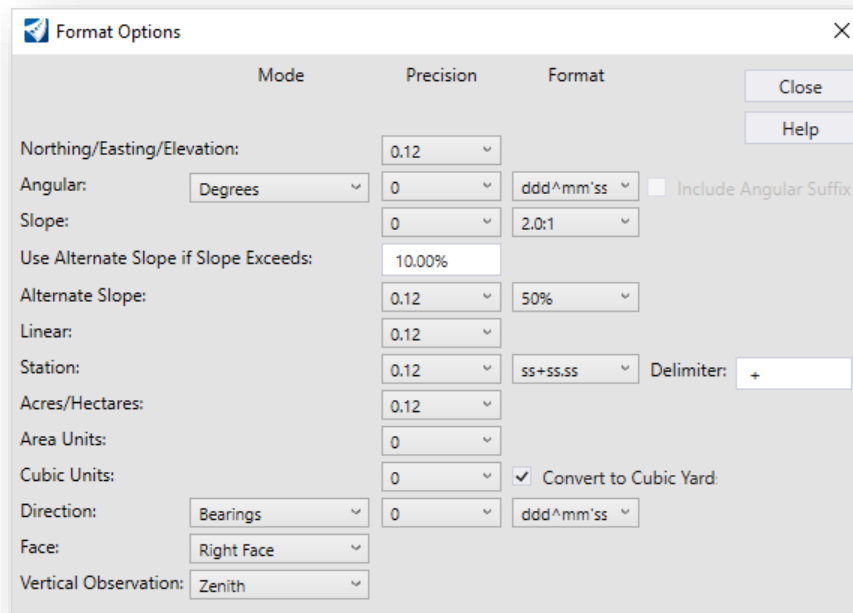 Format Options
Mode Precision Format
Close
Help
Northing/Easting/Elevation: 0.12
Angular: Degrees 0 ddd^mm'ss Include Angular Suffix
Slope: 0 2.0:1
Use Alternate Slope if Slope Exceeds: 10.00%
Alternate Slope: 0.12 50%
Linear: 0.12
Station: 0.12 ss+ss.ss Delimiter: +
Acres/Hectares: 0.12
Area Units: 0
Cubic Units: 0 Convert to Cubic Yard
Direction: Bearings 0 ddd^mm'ss
Face: Right Face
Vertical Observation: Zenith